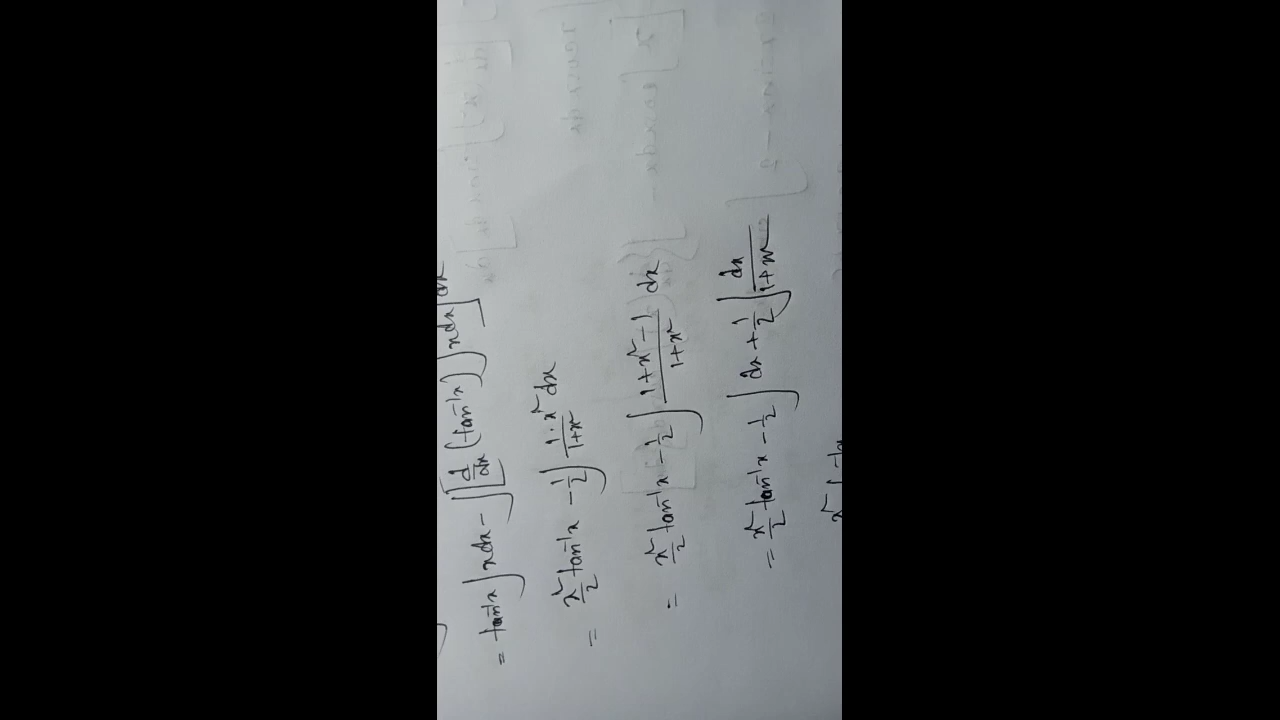 = tan⁻¹x ∫ x dx − ∫ [ d/dx (tan⁻¹x) ∫ x dx ] dx
= x²/2 tan⁻¹x − 1/2 ∫ 1·x²/1+x² dx
= x²/2 tan⁻¹x − 1/2 ∫ 1+x²−1/1+x² dx
= x²/2 tan⁻¹x − 1/2 ∫ dx + 1/2 ∫ dx/1+x²